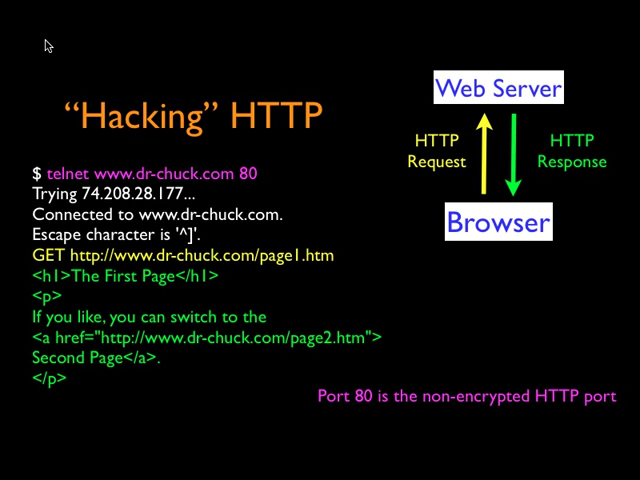 “Hacking” HTTP
$ telnet www.dr-chuck.com 80
Trying 74.208.28.177...
Connected to www.dr-chuck.com.
Escape character is '^]'.
GET http://www.dr-chuck.com/page1.htm
<h1>The First Page</h1>
<p>
If you like, you can switch to the
<a href="http://www.dr-chuck.com/page2.htm">
Second Page</a>.
</p>
Web Server
HTTP
Request
HTTP
Response
Browser
Port 80 is the non-encrypted HTTP port